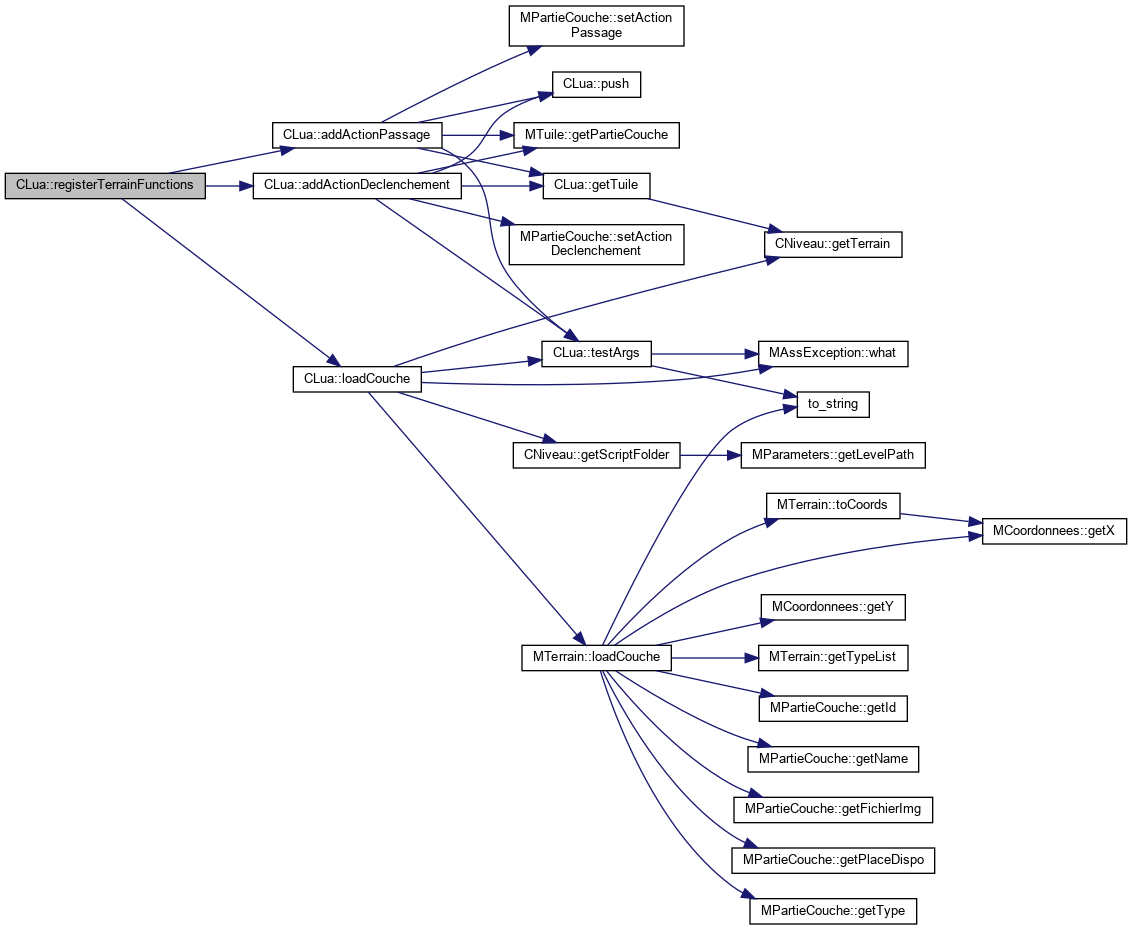 MPartieCouche::setAction
Passage
CLua::push
CLua::addActionPassage
MTuile::getPartieCouche
CLua::registerTerrainFunctions
CLua::addActionDeclenchement
CLua::getTuile
MPartieCouche::setAction
Declenchement
CNiveau::getTerrain
CLua::testArgs
MAssException::what
CLua::loadCouche
to_string
CNiveau::getScriptFolder
MParameters::getLevelPath
MTerrain::toCoords
MCoordonnees::getX
MCoordonnees::getY
MTerrain::loadCouche
MTerrain::getTypeList
MPartieCouche::getId
MPartieCouche::getName
MPartieCouche::getFichierImg
MPartieCouche::getPlaceDispo
MPartieCouche::getType